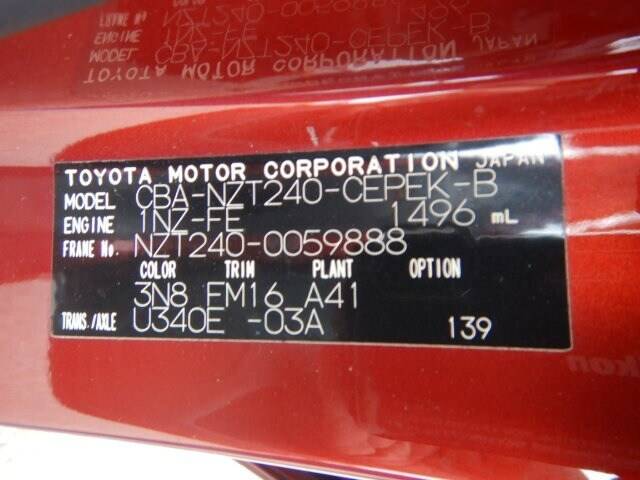 TOYOTA MOTOR CORPORATION JAPAN
MODEL CBA-NZT240-CEPEK-B
ENGINE 1NZ-FE 1496 mL
FRAME No. NZT240-0059888
COLOR TRIM PLANT OPTION
3N8 FM16 A41
TRANS./AXLE U340E -03A 139